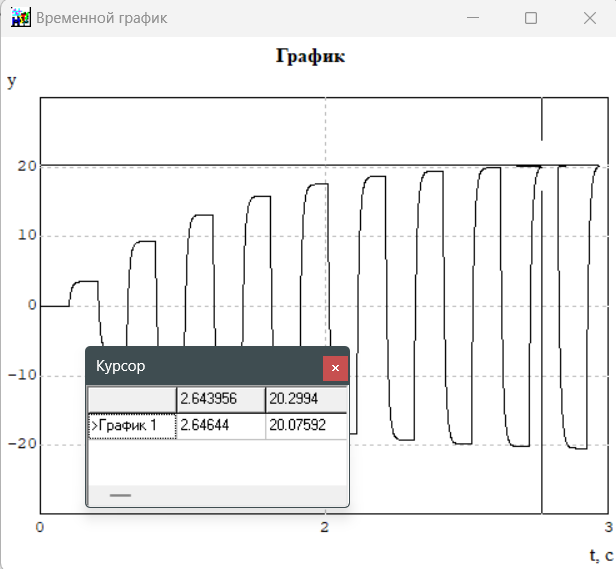 Временной график
График
y
20
10
0
-10
-20
Курсор
2.643956 20.2994
>График 1 2.64644 20.07592
0 2 3
t, c